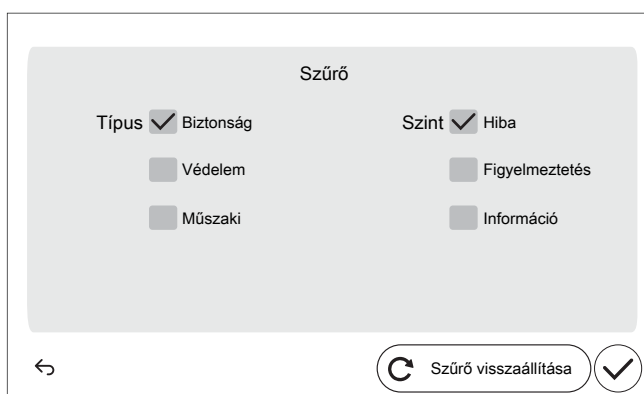 Szűrő
Típus Biztonság Szint Hiba
Védelem Figyelmeztetés
Műszaki Információ
Szűrő visszaállítása